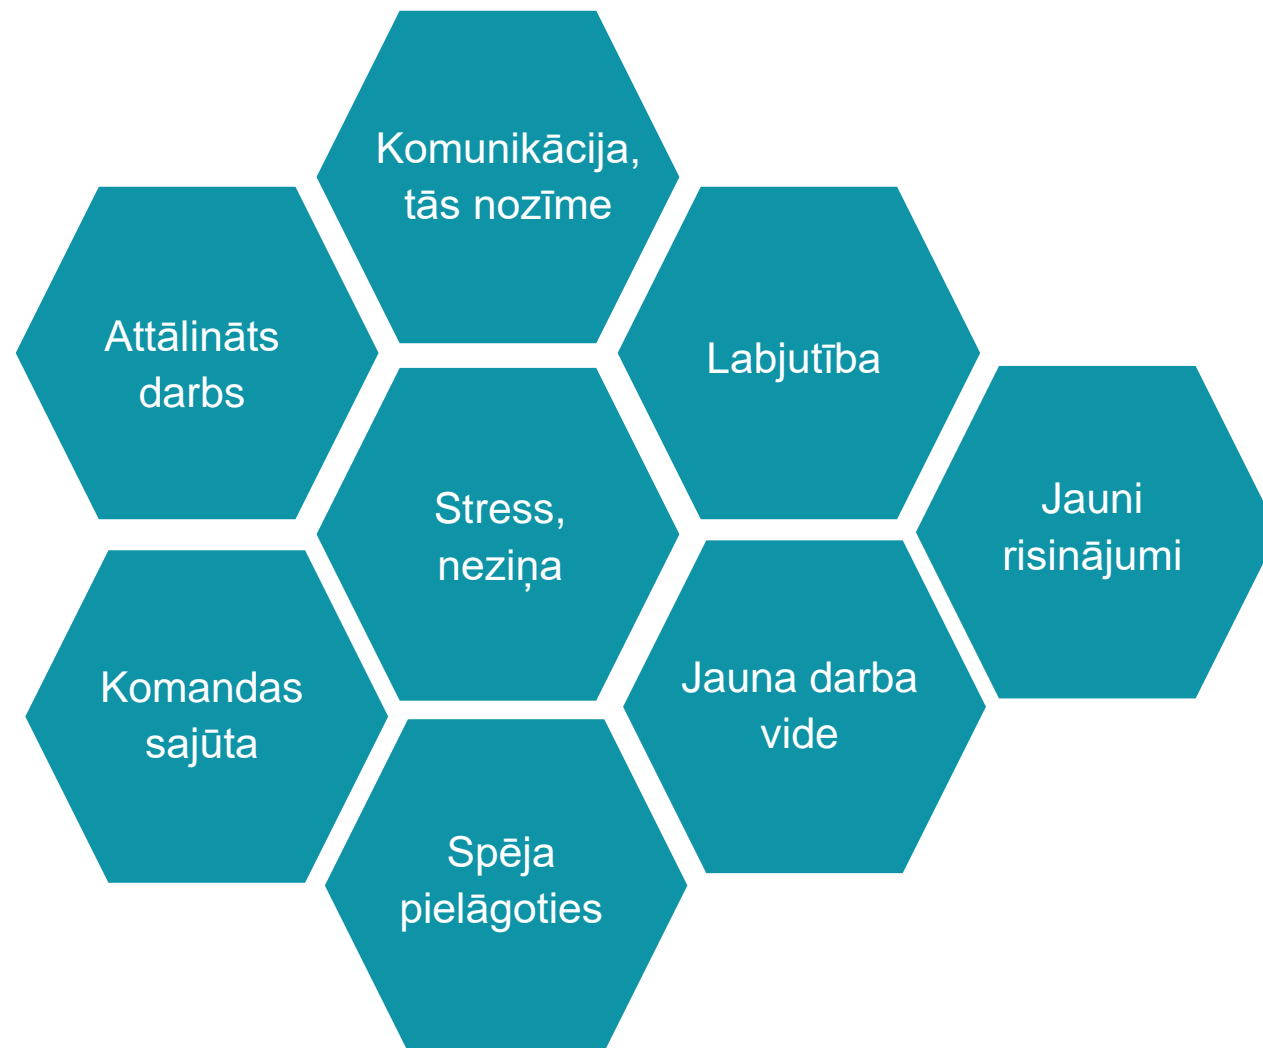 Komunikācija,
tās nozīme
Attālināts
darbs
Labjutība
Stress,
neziņa
Jauni
risinājumi
Komandas
sajūta
Jauna darba
vide
Spēja
pielāgoties